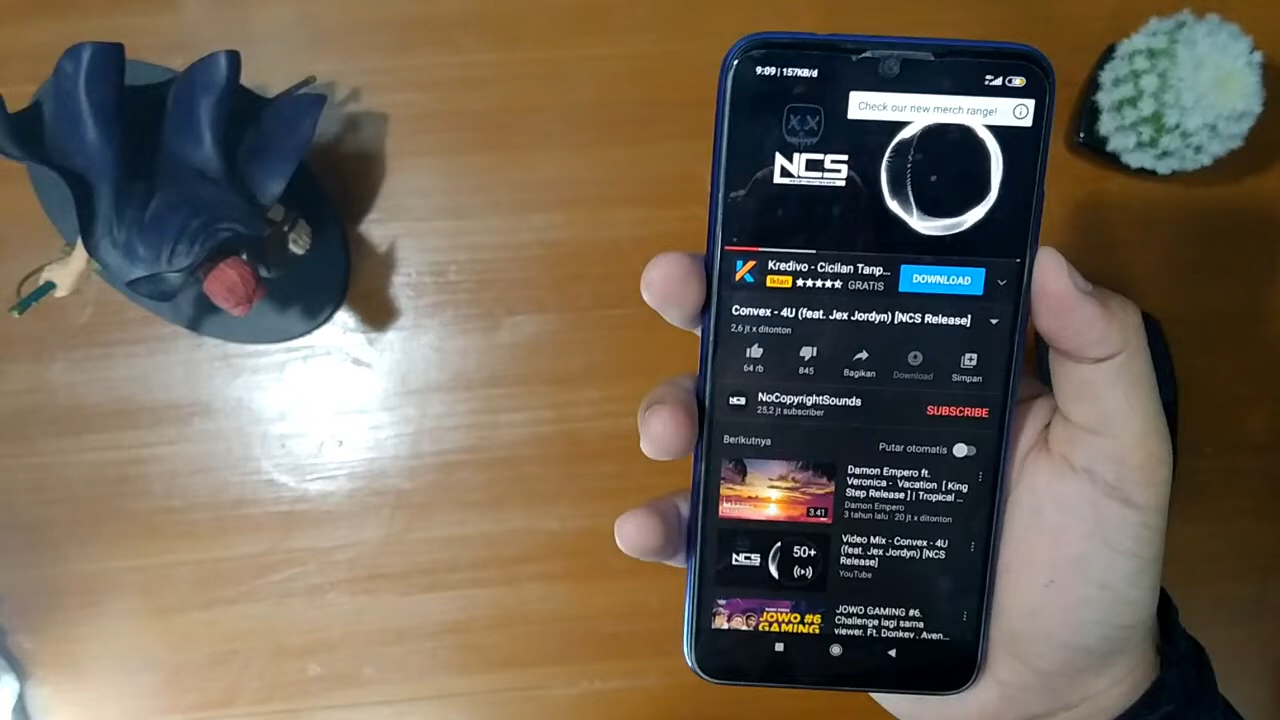 9:09 | 157KB/d
Check our new merch range!
NCS
Kredivo - Cicilan Tanp...
Iklan
GRATIS
DOWNLOAD
Convex - 4U (feat. Jex Jordyn) [NCS Release]
2,6 jt x ditonton
64 rb
845
Bagikan
Download
Simpan
NCS
NoCopyrightSounds
25,2 jt subscriber
SUBSCRIBE
Berikutnya
Putar otomatis
3.41
Damon Empero ft.
Veronica - Vacation [ King
Step Release ] | Tropical ...
Damon Empero
3 tahun lalu · 20 jt x ditonton
NCS
50+
Video Mix - Convex - 4U
(feat. Jex Jordyn) [NCS
Release]
YouTube
JOWO #6
GAMING
JOWO GAMING #6.
Challenge lagi sama
viewer. Ft. Donkev , Aven...